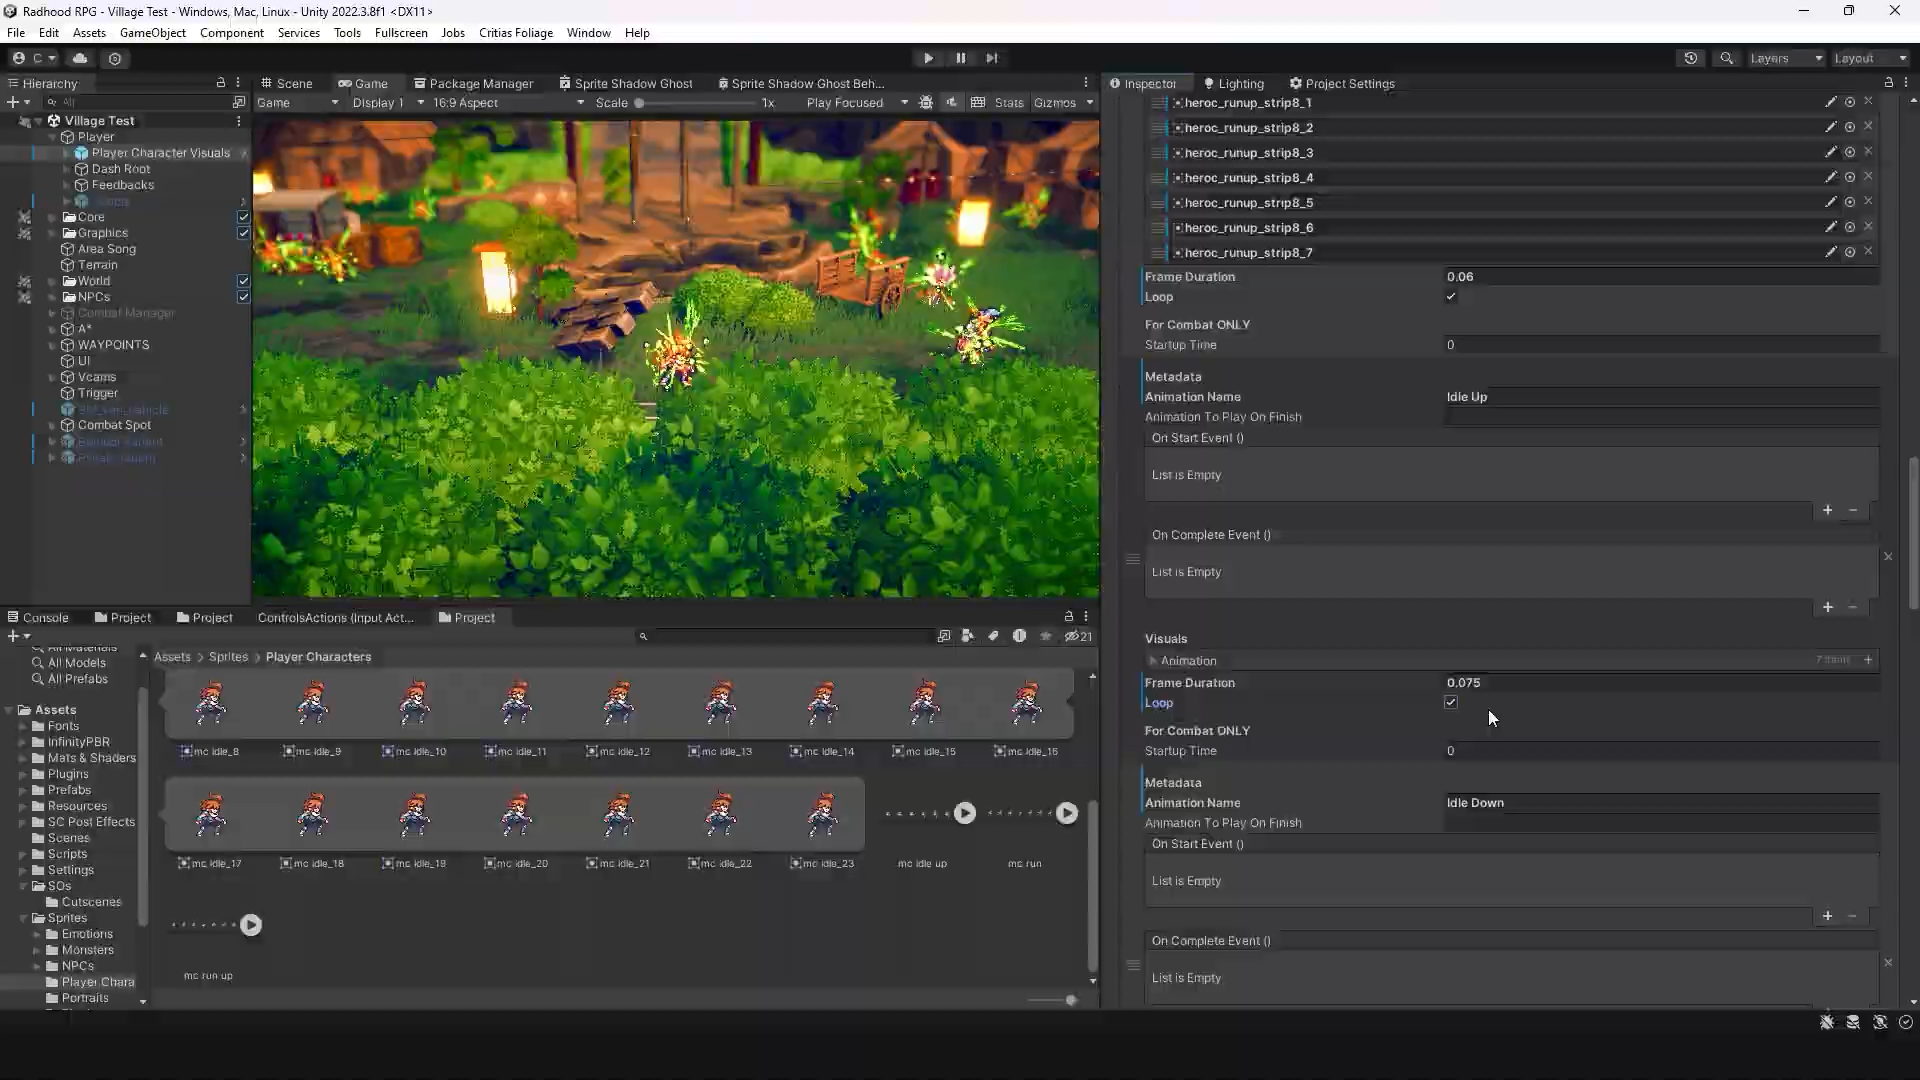 Radhood RPG - Village Test - Windows, Mac, Linux - Unity 2022.3.8f1 <DX11>
File Edit Assets GameObject Component Services Tools Fullscreen Jobs Critias Foliage Window Help
C Layers Layout
Hierarchy
All
Village Test
Player
Player Character Visuals
Dash Root
Feedbacks
Core
Graphics
Area Song
Terrain
World
NPCs
Combat Manager
A*
WAYPOINTS
UI
Vcams
Trigger
Combat Spot
Scene Game Package Manager Sprite Shadow Ghost Sprite Shadow Ghost Beh...
Game Display 1 16:9 Aspect Scale 1x Play Focused Stats Gizmos
Console Project Project ControlsActions (Input Act... Project
21
All Materials
All Models
All Prefabs
Assets
Fonts
InfinityPBR
Mats & Shaders
Plugins
Prefabs
Resources
SC Post Effects
Scenes
Scripts
Settings
SOs
Cutscenes
Sprites
Emotions
Monsters
NPCs
Player Chara
Portraits
Assets > Sprites > Player Characters
mc idle_8 mc idle_9 mc idle_10 mc idle_11 mc idle_12 mc idle_13 mc idle_14 mc idle_15 mc idle_16
mc idle_17 mc idle_18 mc idle_19 mc idle_20 mc idle_21 mc idle_22 mc idle_23 mc idle up mc run
mc run up
Inspector Lighting Project Settings
heroc_runup_strip8_1
heroc_runup_strip8_2
heroc_runup_strip8_3
heroc_runup_strip8_4
heroc_runup_strip8_5
heroc_runup_strip8_6
heroc_runup_strip8_7
Frame Duration 0.06
Loop
For Combat ONLY
Startup Time 0
Metadata
Animation Name Idle Up
Animation To Play On Finish
On Start Event ()
List is Empty
On Complete Event ()
List is Empty
Visuals
Animation 7 items
Frame Duration 0.075
Loop
For Combat ONLY
Startup Time 0
Metadata
Animation Name Idle Down
Animation To Play On Finish
On Start Event ()
List is Empty
On Complete Event ()
List is Empty